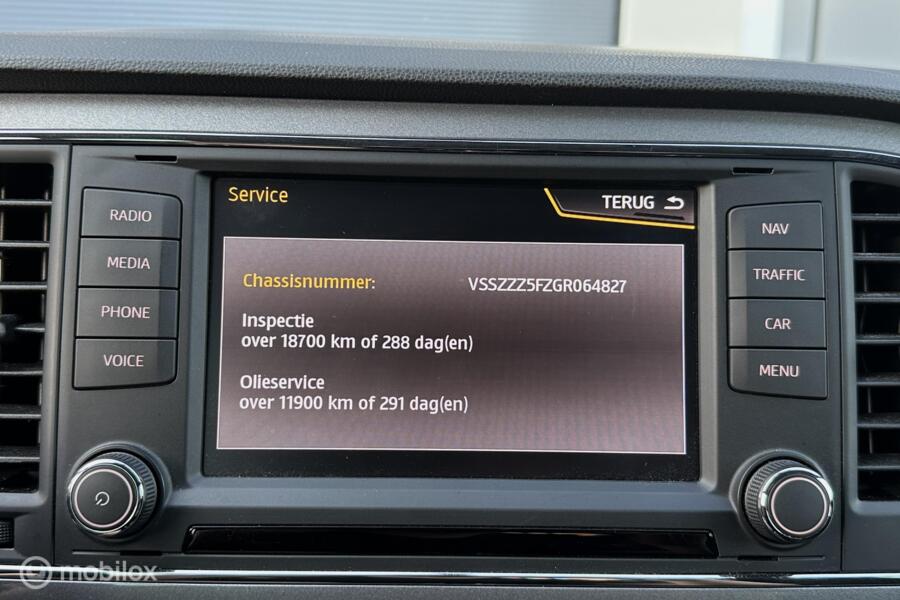 Service
TERUG
RADIO
MEDIA
PHONE
VOICE
Chassisnummer: VSSZZZ5FZGR064827
Inspectie
over 18700 km of 288 dag(en)
Olieservice
over 11900 km of 291 dag(en)
NAV
TRAFFIC
CAR
MENU
mobilox